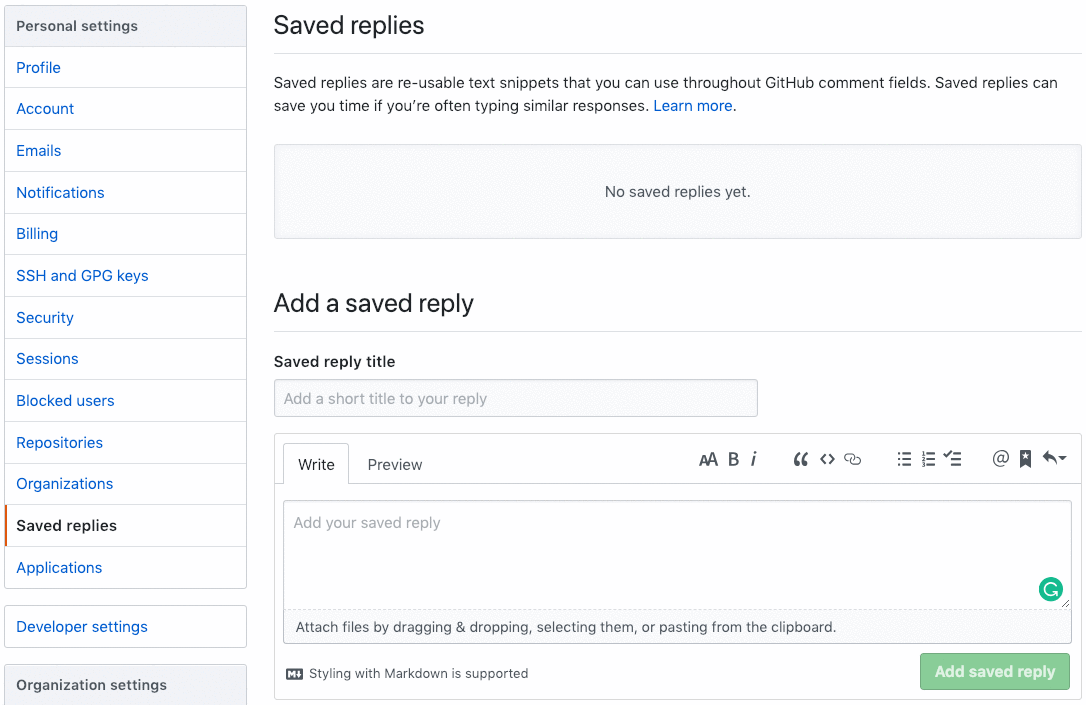 Personal settings
Profile
Account
Emails
Notifications
Billing
SSH and GPG keys
Security
Sessions
Blocked users
Repositories
Organizations
Saved replies
Applications
Developer settings
Organization settings
Saved replies
Saved replies are re-usable text snippets that you can use throughout GitHub comment fields. Saved replies can
save you time if you’re often typing similar responses. Learn more.
No saved replies yet.
Add a saved reply
Saved reply title
Add a short title to your reply
Write Preview AA B i
Add your saved reply
Attach files by dragging & dropping, selecting them, or pasting from the clipboard.
Styling with Markdown is supported
Add saved reply